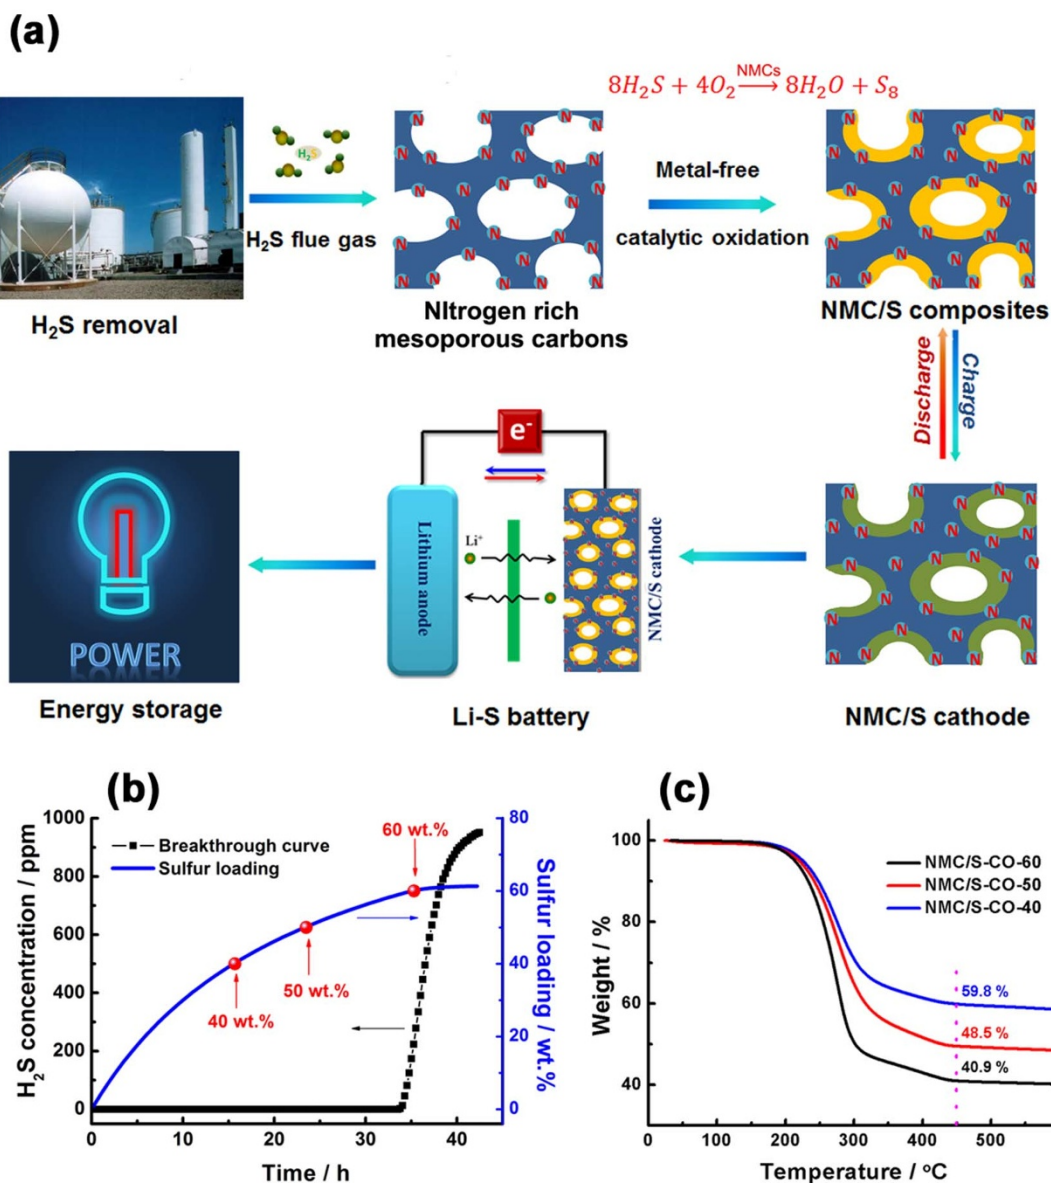 (a)
8H₂S + 4O₂ NMCs→ 8H₂O + S₈
H₂S
H₂S flue gas
Metal-free
catalytic oxidation
N N N N N N N N N N N N N N N N
N N N N N N N N N N N N N N N N
H₂S removal
NItrogen rich
mesoporous carbons
NMC/S composites
Discharge
Charge
e⁻
Lithium anode
Li⁺
NMC/S cathode
N N N N N N N N N N N N N N N N
POWER
Energy storage
Li-S battery
NMC/S cathode
(b)
1000
800
600
400
200
0
H₂S concentration / ppm
Breakthrough curve
Sulfur loading
60 wt.%
50 wt.%
40 wt.%
80
60
40
20
0
Sulfur loading / wt.%
0 10 20 30 40
Time / h
(c)
100
80
60
40
Weight / %
NMC/S-CO-60
NMC/S-CO-50
NMC/S-CO-40
59.8 %
48.5 %
40.9 %
0 100 200 300 400 500
Temperature / °C